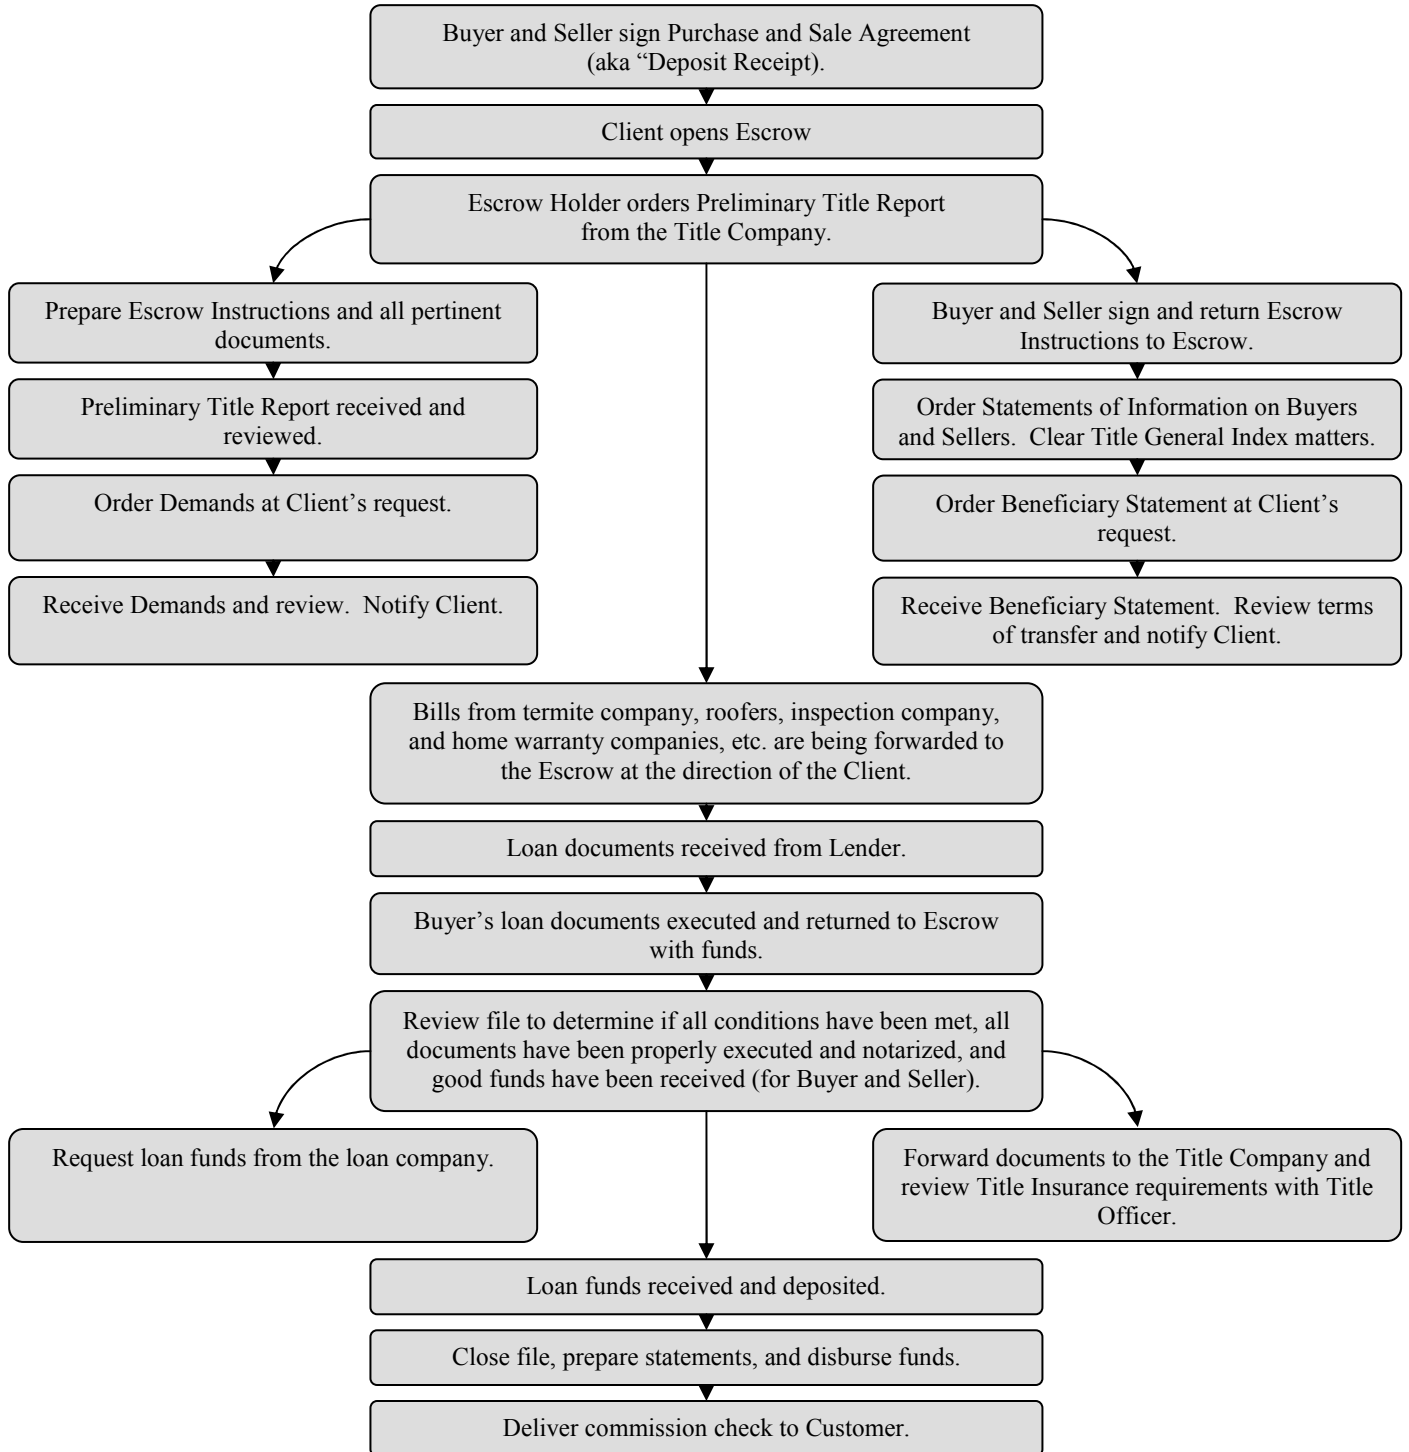 Buyer and Seller sign Purchase and Sale Agreement
(aka “Deposit Receipt).
Client opens Escrow
Escrow Holder orders Preliminary Title Report
from the Title Company.
Prepare Escrow Instructions and all pertinent
documents.
Preliminary Title Report received and
reviewed.
Order Demands at Client’s request.
Receive Demands and review. Notify Client.
Buyer and Seller sign and return Escrow
Instructions to Escrow.
Order Statements of Information on Buyers
and Sellers. Clear Title General Index matters.
Order Beneficiary Statement at Client’s
request.
Receive Beneficiary Statement. Review terms
of transfer and notify Client.
Bills from termite company, roofers, inspection company,
and home warranty companies, etc. are being forwarded to
the Escrow at the direction of the Client.
Loan documents received from Lender.
Buyer’s loan documents executed and returned to Escrow
with funds.
Review file to determine if all conditions have been met, all
documents have been properly executed and notarized, and
good funds have been received (for Buyer and Seller).
Request loan funds from the loan company.
Forward documents to the Title Company and
review Title Insurance requirements with Title
Officer.
Loan funds received and deposited.
Close file, prepare statements, and disburse funds.
Deliver commission check to Customer.